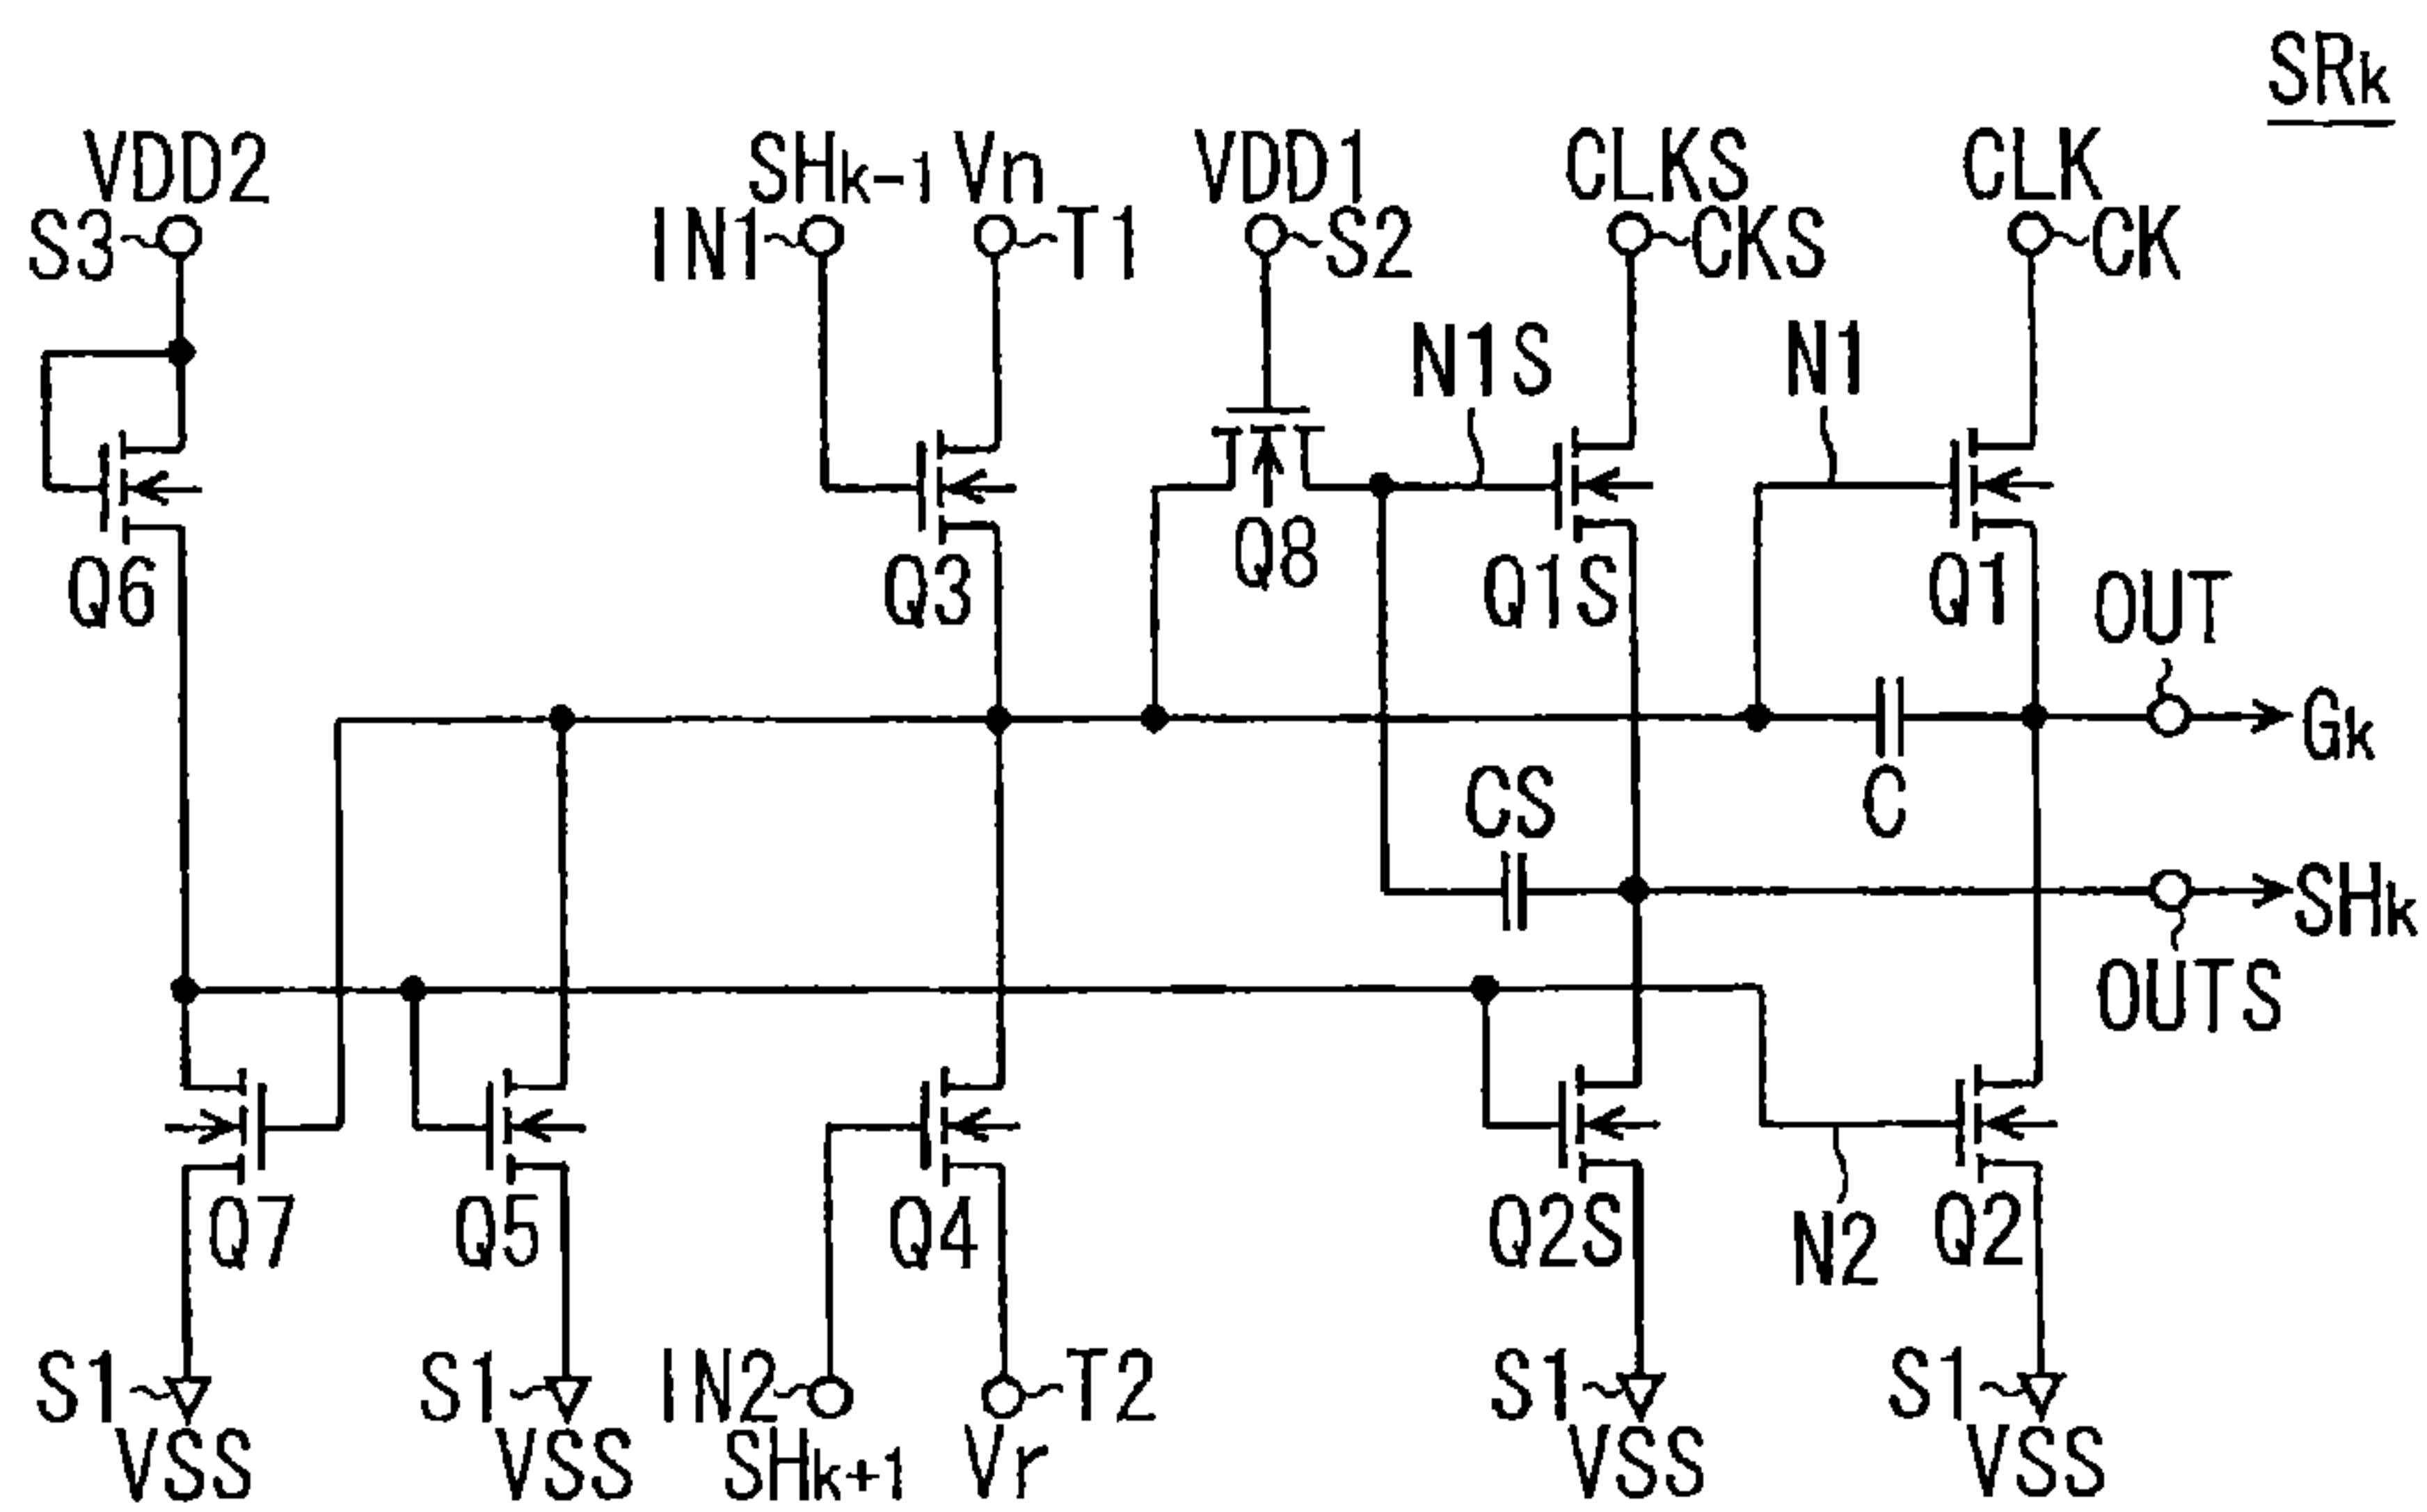 SRk
VDD2 SHk-1 Vn VDD1 CLKS CLK
S3 IN1 T1 S2 CKS CK
N1S N1
Q6 Q3 Q8 Q1S Q1 OUT
Gk
CS C
SHk
OUTS
Q7 Q5 Q4 Q2S N2 Q2
S1 S1 IN2 T2 S1 S1
VSS VSS SHk+1 Vr VSS VSS